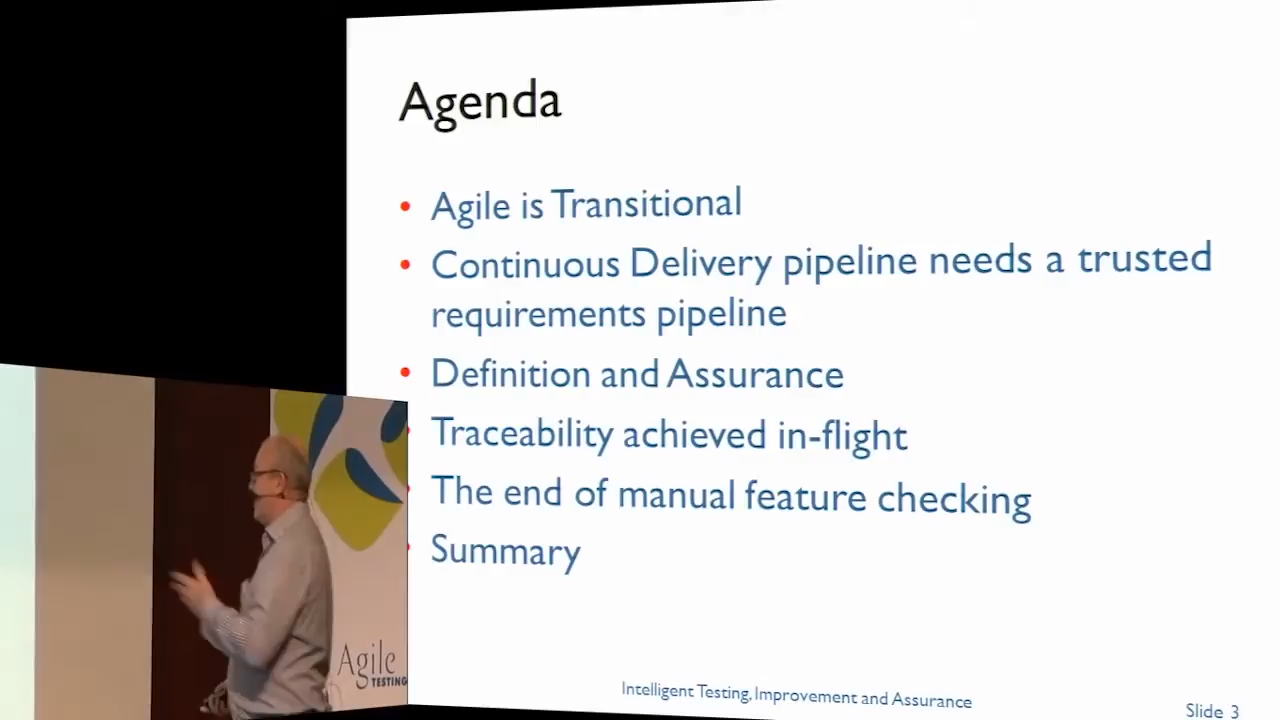 Agenda
• Agile is Transitional
• Continuous Delivery pipeline needs a trusted
requirements pipeline
• Definition and Assurance
• Traceability achieved in-flight
• The end of manual feature checking
• Summary
Agile
TESTING
Intelligent Testing, Improvement and Assurance
Slide 3